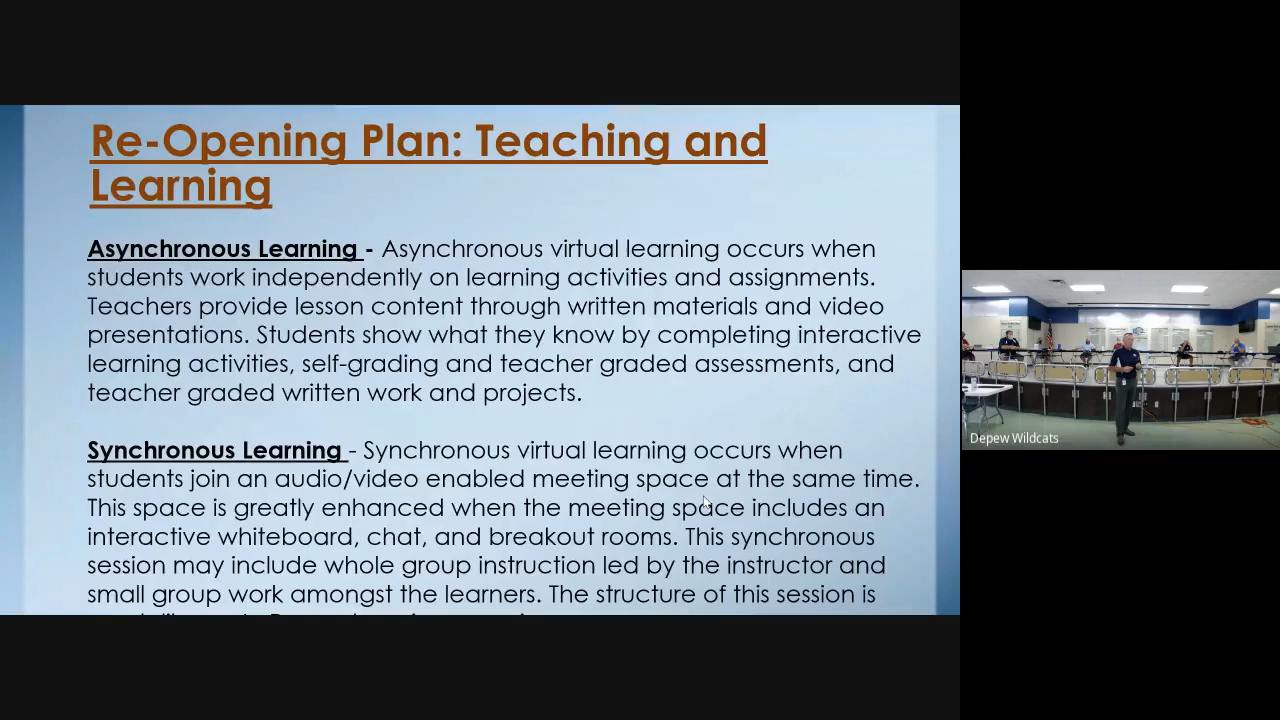 Re-Opening Plan: Teaching and
Learning
Asynchronous Learning - Asynchronous virtual learning occurs when
students work independently on learning activities and assignments.
Teachers provide lesson content through written materials and video
presentations. Students show what they know by completing interactive
learning activities, self-grading and teacher graded assessments, and
teacher graded written work and projects.
Synchronous Learning - Synchronous virtual learning occurs when
students join an audio/video enabled meeting space at the same time.
This space is greatly enhanced when the meeting space includes an
interactive whiteboard, chat, and breakout rooms. This synchronous
session may include whole group instruction led by the instructor and
small group work amongst the learners. The structure of this session is
Depew Wildcats